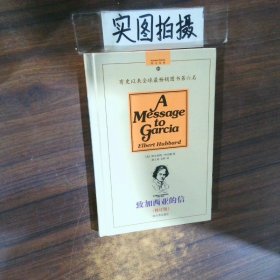 实图拍摄
有史以来全球最畅销图书第六名
A
Message
to
Garcia
Elbert Hubbard
致加西亚的信